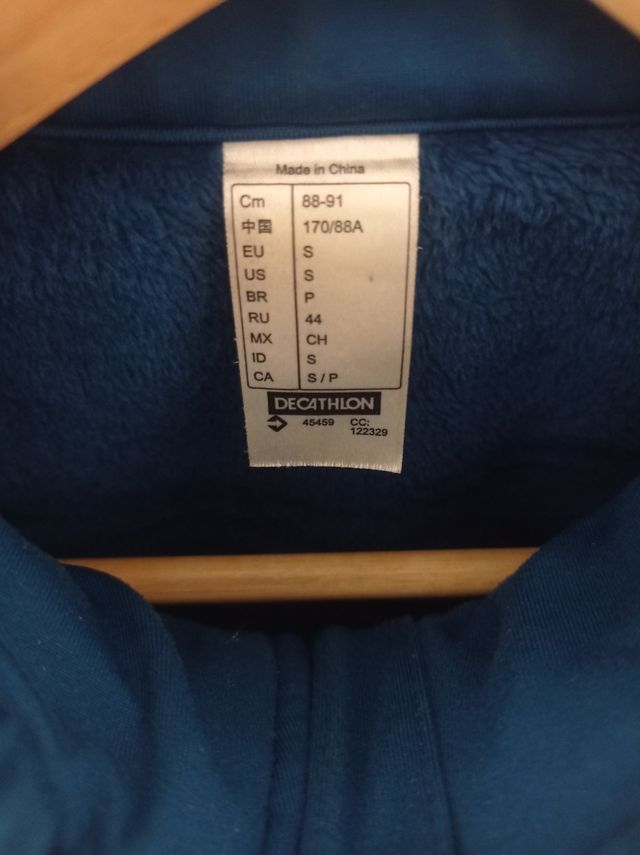 Made in China
Cm 88-91
中国 170/88A
EU S
US S
BR P
RU 44
MX CH
ID S
CA S / P
DECATHLON
45459 CC:
122329